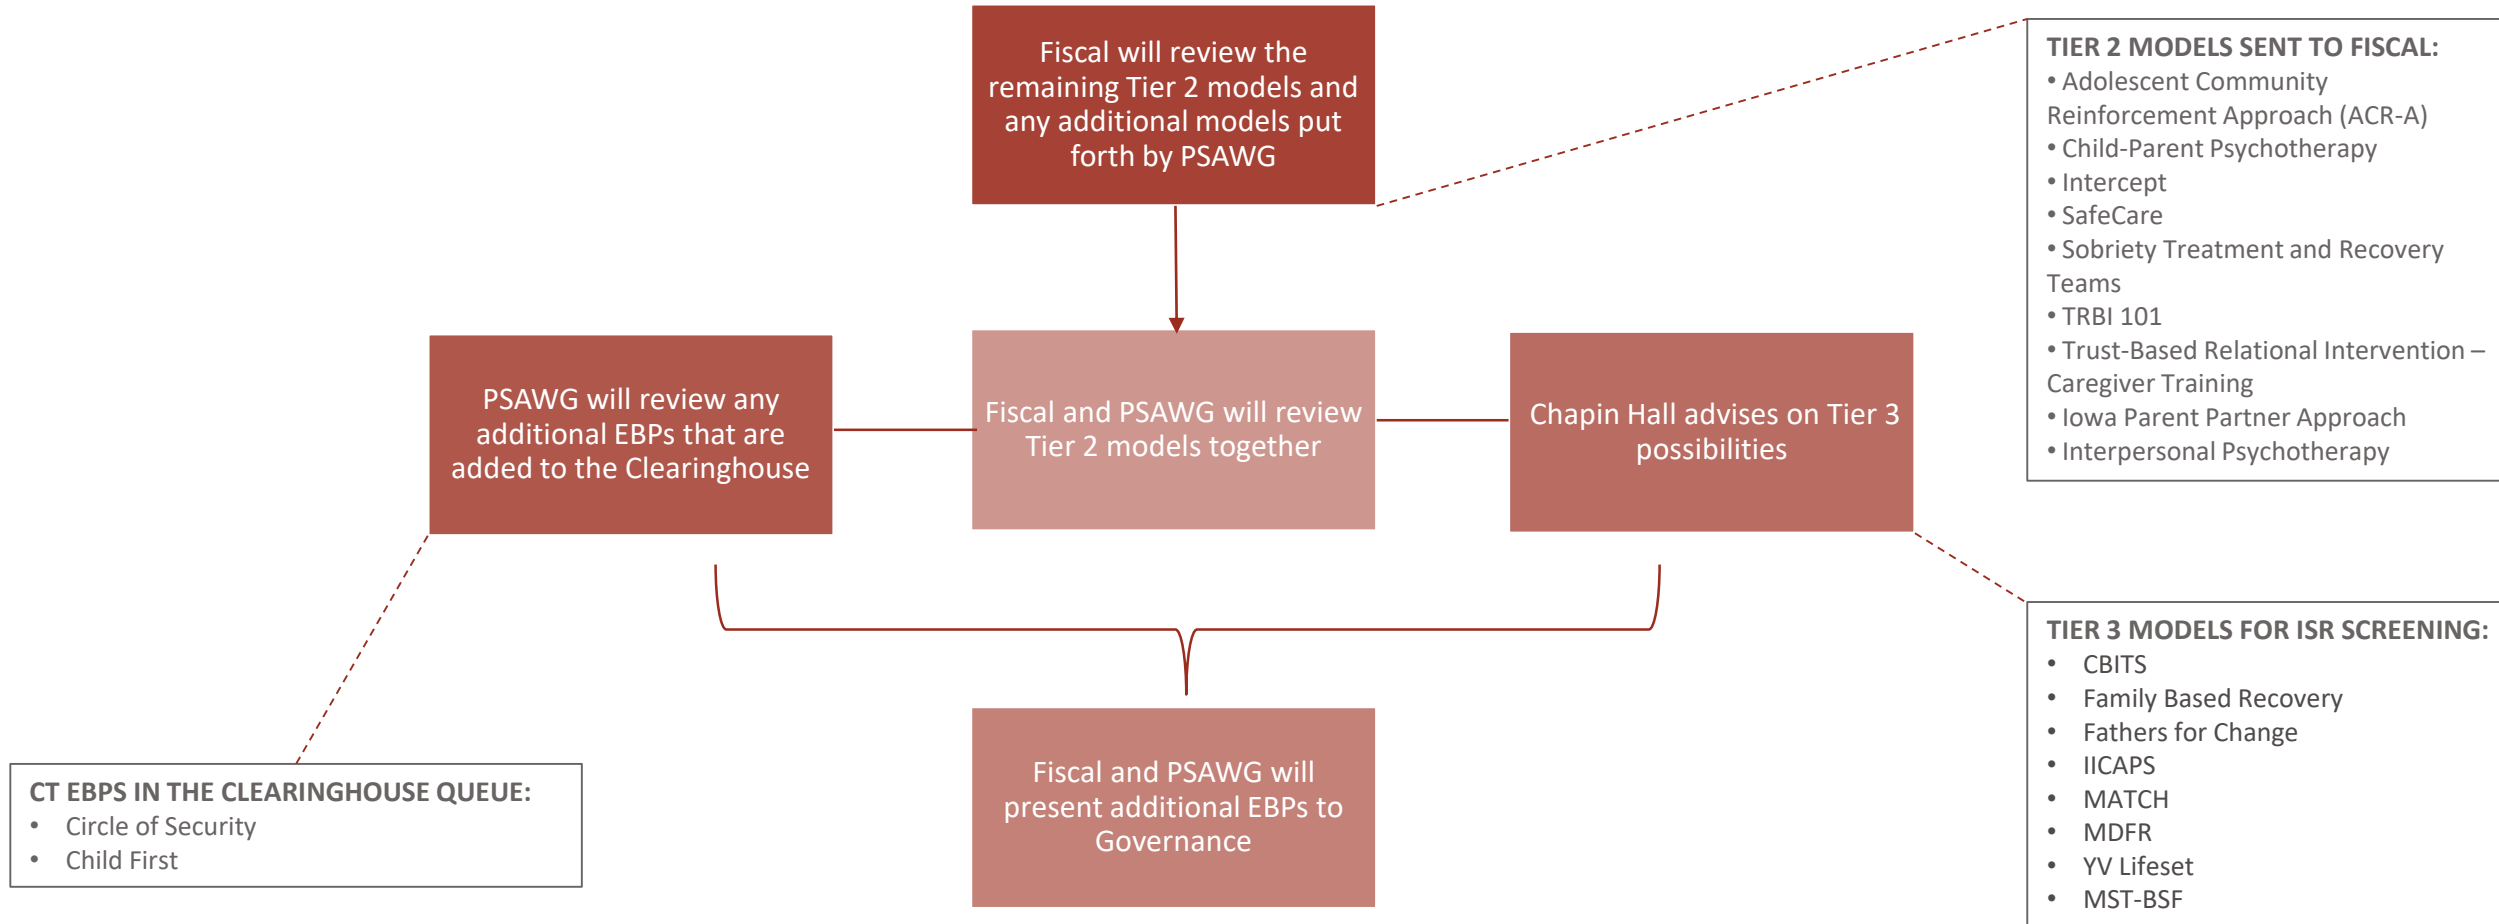 Fiscal will review the
remaining Tier 2 models and
any additional models put
forth by PSAWG
TIER 2 MODELS SENT TO FISCAL:
• Adolescent Community
Reinforcement Approach (ACR-A)
• Child-Parent Psychotherapy
• Intercept
• SafeCare
• Sobriety Treatment and Recovery
Teams
• TRBI 101
• Trust-Based Relational Intervention –
Caregiver Training
• Iowa Parent Partner Approach
• Interpersonal Psychotherapy
PSAWG will review any
additional EBPs that are
added to the Clearinghouse
Fiscal and PSAWG will review
Tier 2 models together
Chapin Hall advises on Tier 3
possibilities
TIER 3 MODELS FOR ISR SCREENING:
• CBITS
• Family Based Recovery
• Fathers for Change
• IICAPS
• MATCH
• MDFR
• YV Lifeset
• MST-BSF
CT EBPS IN THE CLEARINGHOUSE QUEUE:
• Circle of Security
• Child First
Fiscal and PSAWG will
present additional EBPs to
Governance